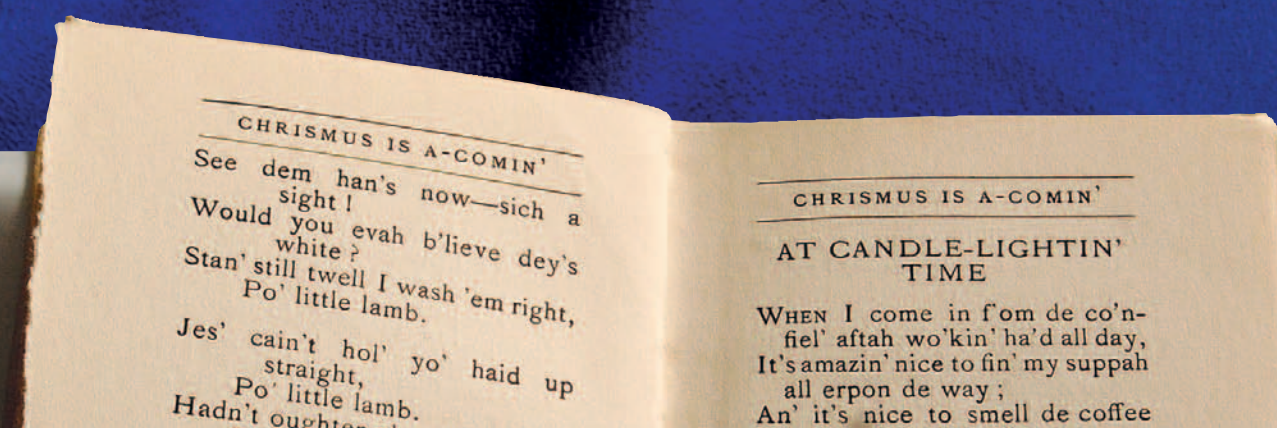 CHRISMUS IS A-COMIN'
See dem han's now—sich a
sight !
Would you evah b'lieve dey's
white ?
Stan' still twell I wash 'em right,
Po' little lamb.
Jes' cain't hol' yo' haid up
straight,
Po' little lamb.
Hadn't oughter
CHRISMUS IS A-COMIN'
AT CANDLE-LIGHTIN'
TIME
WHEN I come in f'om de co'n-
fiel' aftah wo'kin' ha'd all day,
It's amazin' nice to fin' my suppah
all erpon de way ;
An' it's nice to smell de coffee